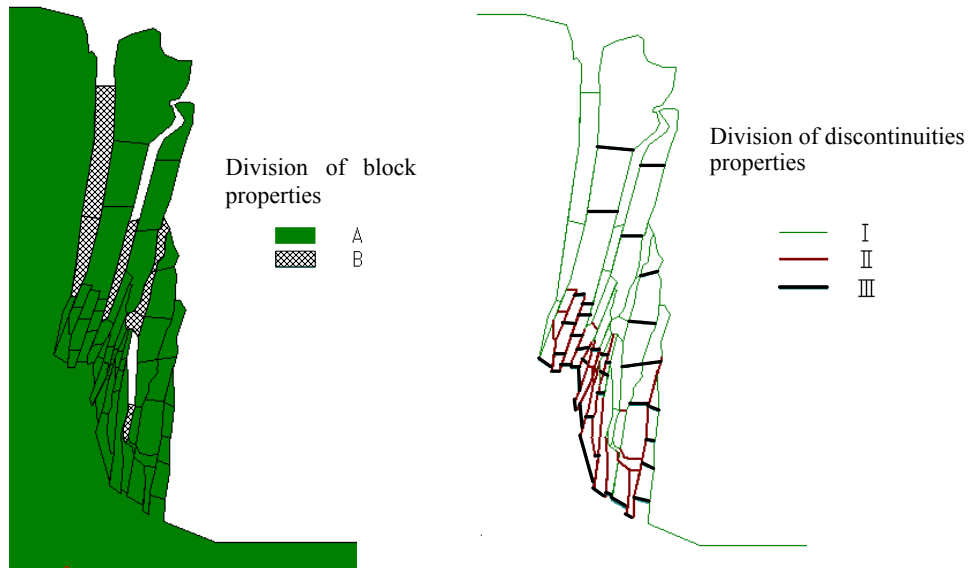 Division of block
properties
A
B
Division of discontinuities
properties
Ⅰ
Ⅱ
Ⅲ